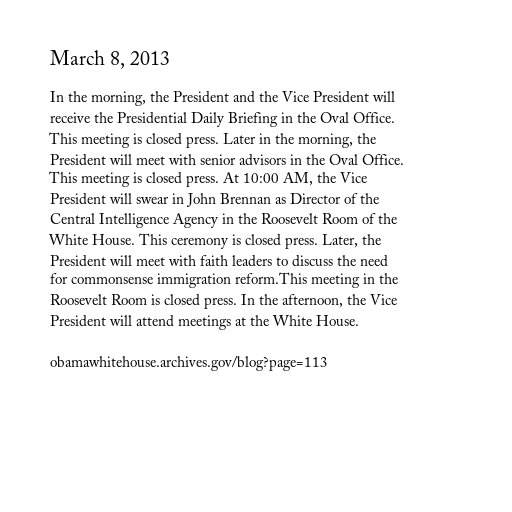 March 8, 2013
In the morning, the President and the Vice President will
receive the Presidential Daily Briefing in the Oval Office.
This meeting is closed press. Later in the morning, the
President will meet with senior advisors in the Oval Office.
This meeting is closed press. At 10:00 AM, the Vice
President will swear in John Brennan as Director of the
Central Intelligence Agency in the Roosevelt Room of the
White House. This ceremony is closed press. Later, the
President will meet with faith leaders to discuss the need
for commonsense immigration reform.This meeting in the
Roosevelt Room is closed press. In the afternoon, the Vice
President will attend meetings at the White House.
obamawhitehouse.archives.gov/blog?page=113